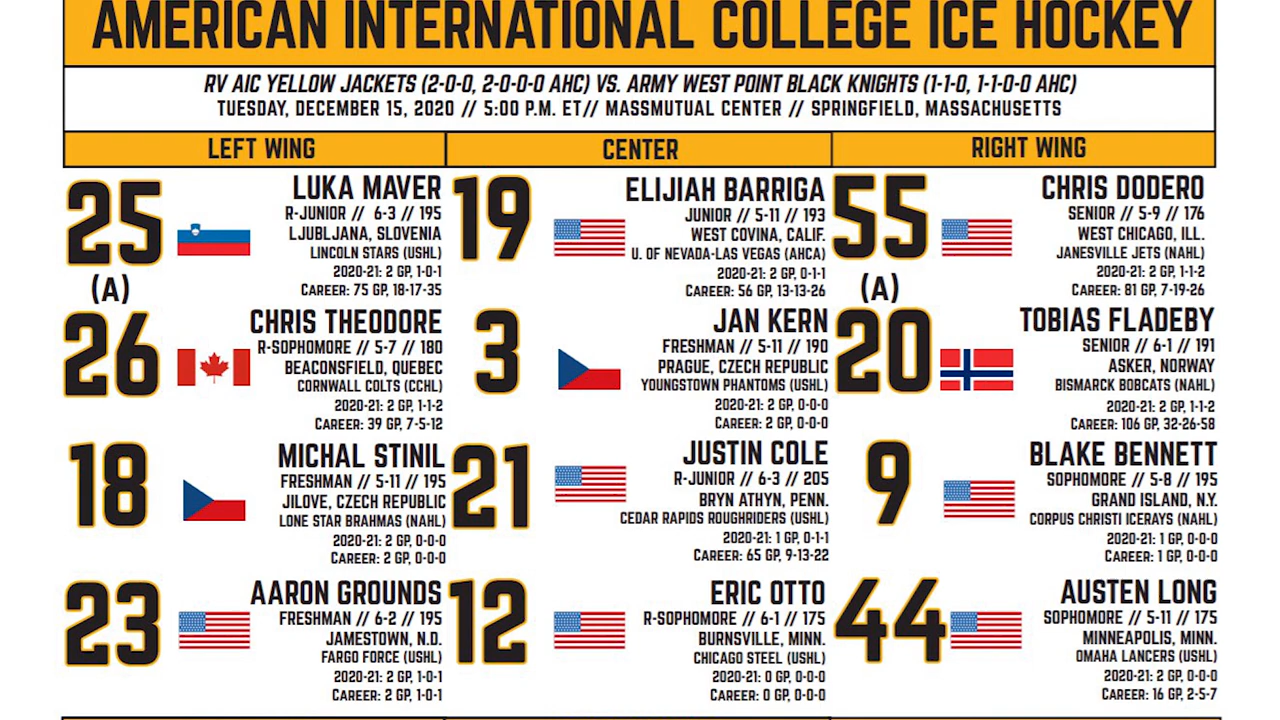 AMERICAN INTERNATIONAL COLLEGE ICE HOCKEY
RV AIC YELLOW JACKETS (2-0-0, 2-0-0-0 AHC) VS. ARMY WEST POINT BLACK KNIGHTS (1-1-0, 1-1-0-0 AHC)
TUESDAY, DECEMBER 15, 2020 // 5:00 P.M. ET// MASSMUTUAL CENTER // SPRINGFIELD, MASSACHUSETTS
LEFT WING
CENTER
RIGHT WING
25
(A)
LUKA MAVER
R-JUNIOR // 6-3 // 195
LJUBLJANA, SLOVENIA
LINCOLN STARS (USHL)
2020-21: 2 GP, 1-0-1
CAREER: 75 GP, 18-17-35
19
ELIJIAH BARRIGA
JUNIOR // 5-11 // 193
WEST COVINA, CALIF.
U. OF NEVADA-LAS VEGAS (AHCA)
2020-21: 2 GP, 0-1-1
CAREER: 56 GP, 13-13-26
55
(A)
CHRIS DODERO
SENIOR // 5-9 // 176
WEST CHICAGO, ILL.
JANESVILLE JETS (NAHL)
2020-21: 2 GP, 1-1-2
CAREER: 81 GP, 7-19-26
26
CHRIS THEODORE
R-SOPHOMORE // 5-7 // 180
BEACONSFIELD, QUEBEC
CORNWALL COLTS (CCHL)
2020-21: 2 GP, 1-1-2
CAREER: 39 GP, 7-5-12
3
JAN KERN
FRESHMAN // 5-11 // 190
PRAGUE, CZECH REPUBLIC
YOUNGSTOWN PHANTOMS (USHL)
2020-21: 2 GP, 0-0-0
CAREER: 2 GP, 0-0-0
20
TOBIAS FLADEBY
SENIOR // 6-1 // 191
ASKER, NORWAY
BISMARCK BOBCATS (NAHL)
2020-21: 2 GP, 1-1-2
CAREER: 106 GP, 32-26-58
18
MICHAL STINIL
FRESHMAN // 5-11 // 195
JILOVE, CZECH REPUBLIC
LONE STAR BRAHMAS (NAHL)
2020-21: 2 GP, 0-0-0
CAREER: 2 GP, 0-0-0
21
JUSTIN COLE
R-JUNIOR // 6-3 // 205
BRYN ATHYN, PENN.
CEDAR RAPIDS ROUGHRIDERS (USHL)
2020-21: 1 GP, 0-1-1
CAREER: 65 GP, 9-13-22
9
BLAKE BENNETT
SOPHOMORE // 5-8 // 195
GRAND ISLAND, N.Y.
CORPUS CHRISTI ICERAYS (NAHL)
2020-21: 1 GP, 0-0-0
CAREER: 1 GP, 0-0-0
23
AARON GROUNDS
FRESHMAN // 6-2 // 195
JAMESTOWN, N.D.
FARGO FORCE (USHL)
2020-21: 2 GP, 1-0-1
CAREER: 2 GP, 1-0-1
12
ERIC OTTO
R-SOPHOMORE // 6-1 // 175
BURNSVILLE, MINN.
CHICAGO STEEL (USHL)
2020-21: 0 GP, 0-0-0
CAREER: 0 GP, 0-0-0
44
AUSTEN LONG
SOPHOMORE // 5-11 // 175
MINNEAPOLIS, MINN.
OMAHA LANCERS (USHL)
2020-21: 2 GP, 0-0-0
CAREER: 16 GP, 2-5-7